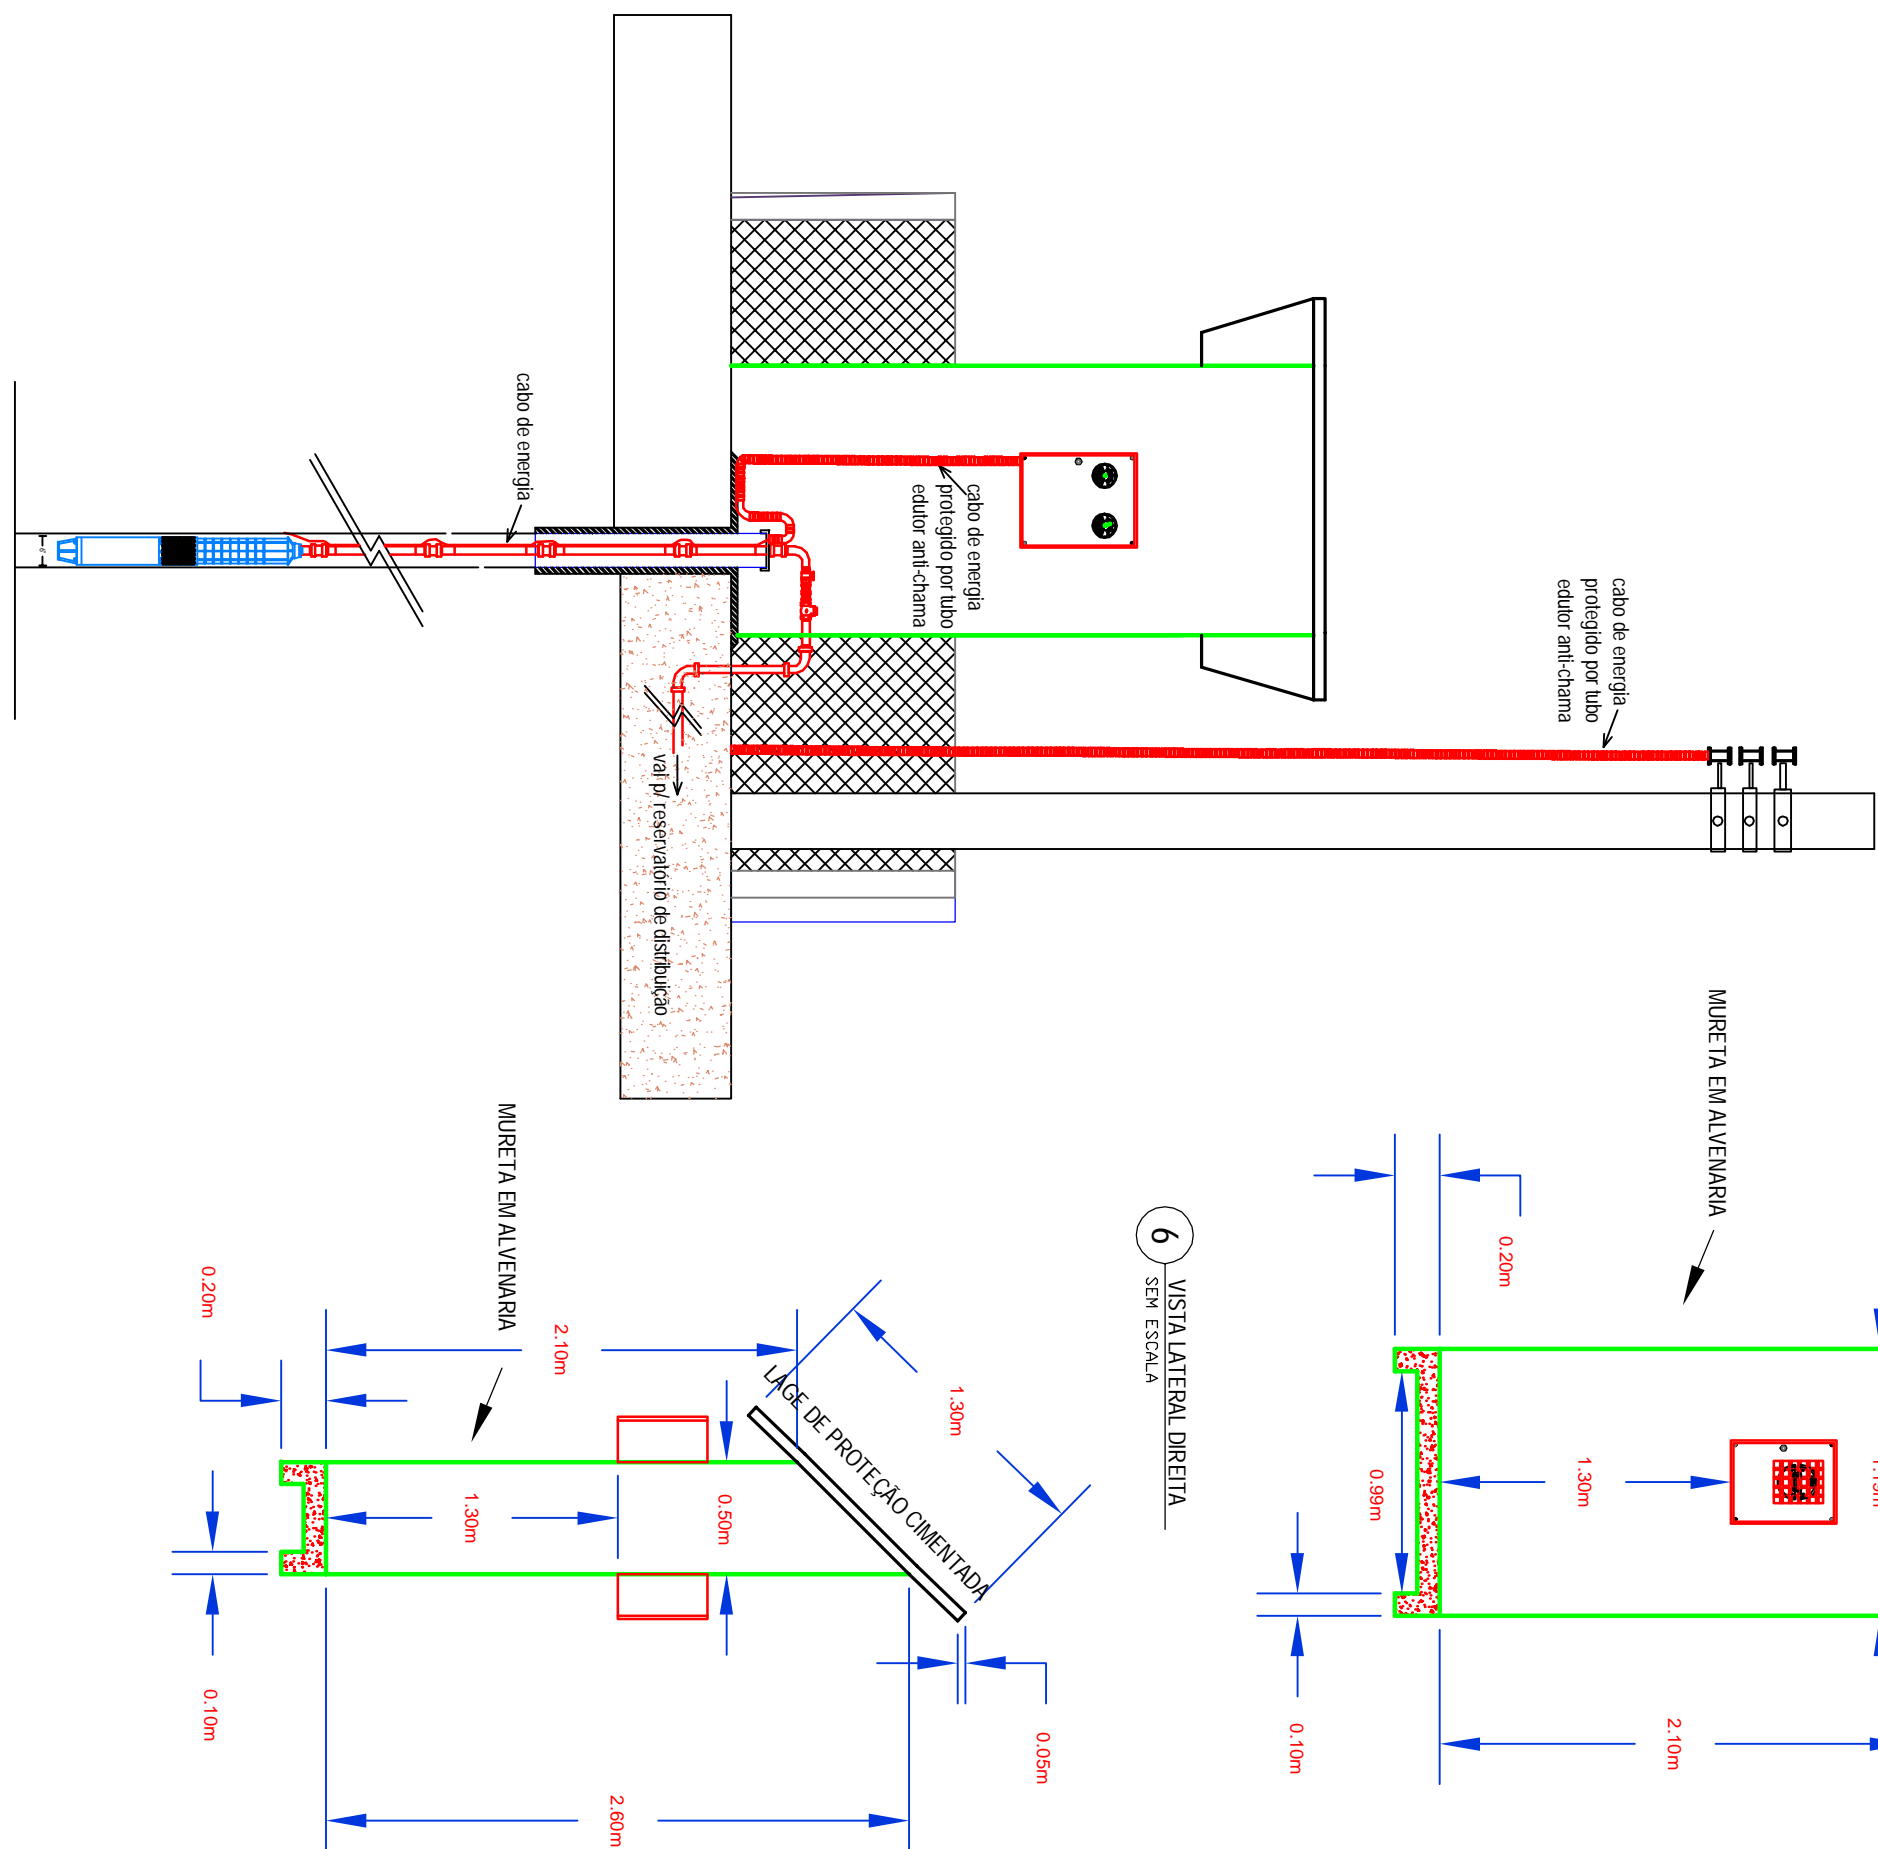 cabo de energia
protegido por tubo
edutor anti-chama
cabo de energia
protegido por tubo
edutor anti-chama
cabo de energia
vai p/ reservatório de distribuição
6"
MURETA EM ALVENARIA
0.20m
1.30m
0.99m
0.10m
2.10m
6
VISTA LATERAL DIREITA
SEM ESCALA
MURETA EM ALVENARIA
LAGE DE PROTEÇÃO CIMENTADA
1.30m
2.10m
0.20m
0.50m
1.30m
0.10m
0.05m
2.60m